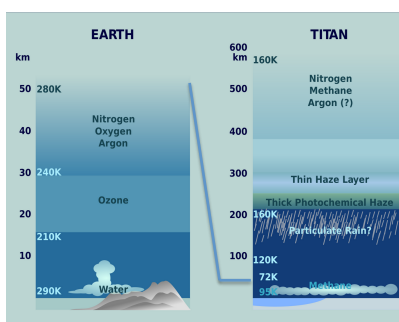 EARTH
km
50
280K
Nitrogen
Oxygen
Argon
40
30
240K
Ozone
20
210K
10
290K
Water
TITAN
600
km
160K
Nitrogen
Methane
Argon (?)
500
400
300
Thin Haze Layer
Thick Photochemical Haze
200
160K
Particulate Rain?
100
120K
72K
Methane
95K